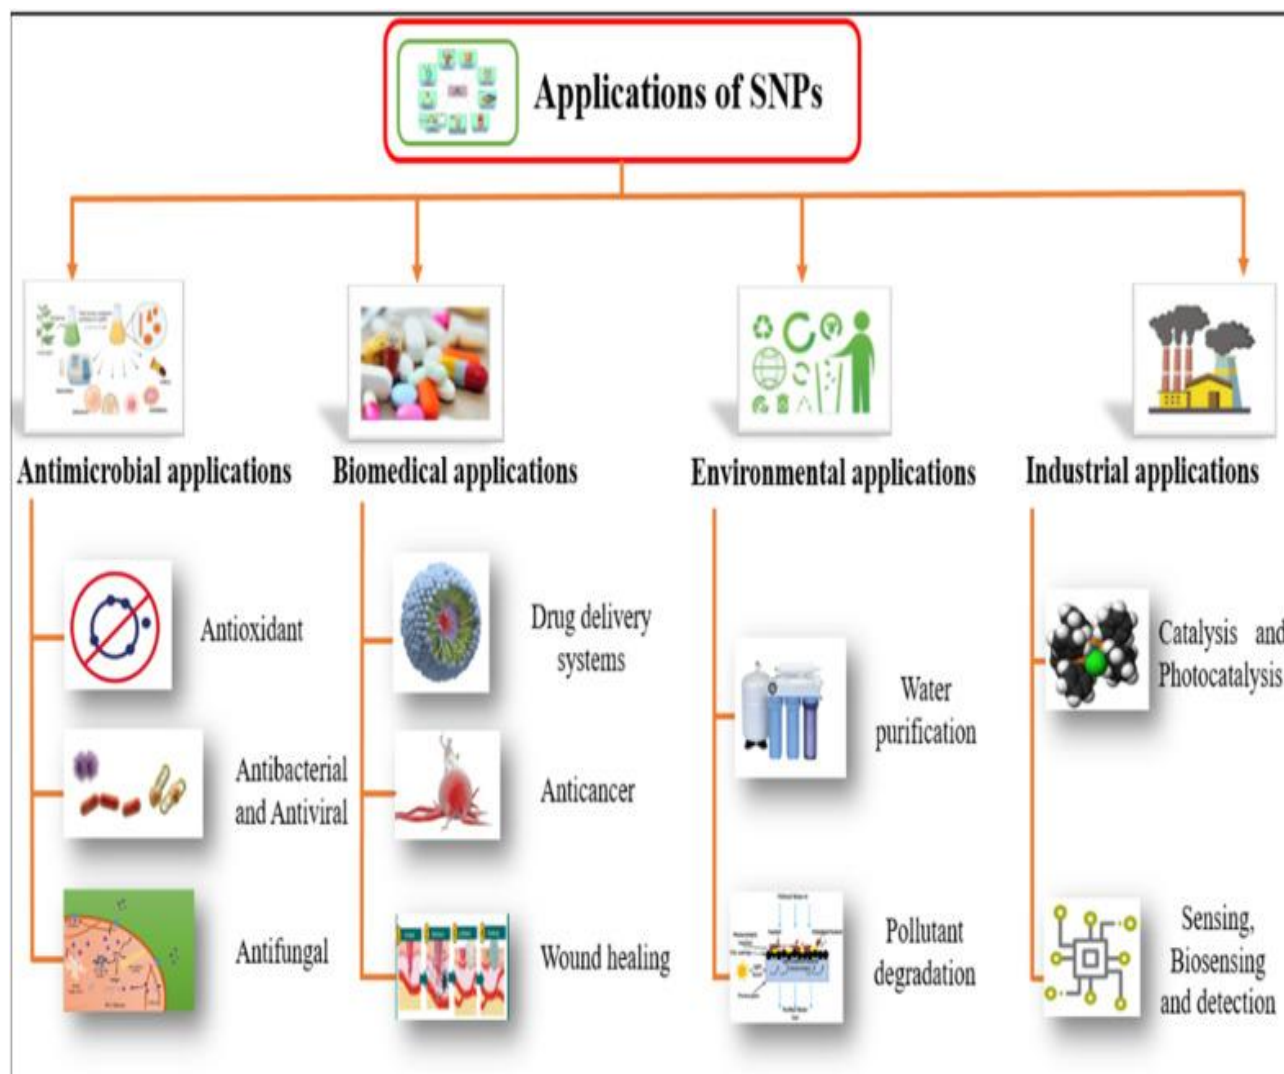 Applications of SNPs
Antimicrobial applications
Biomedical applications
Environmental applications
Industrial applications
Antioxidant
Antibacterial
and Antiviral
Antifungal
Drug delivery
systems
Anticancer
Wound healing
Water
purification
Pollutant
degradation
Catalysis and
Photocatalysis
Sensing,
Biosensing
and detection